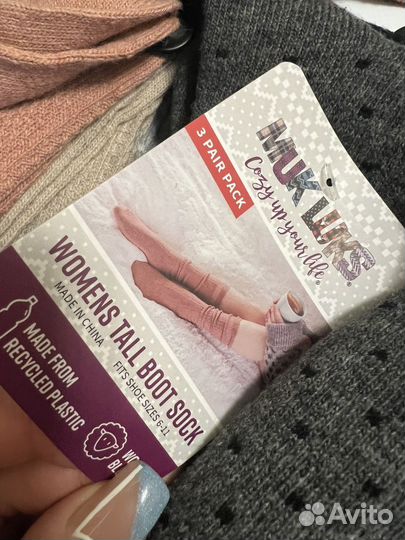 MUK LUKS®
Cozy up your life®
3 PAIR PACK
WOMENS TALL BOOT SOCK
MADE IN CHINA
FITS SHOE SIZES 6-11
MADE FROM
RECYCLED PLASTIC
Avito